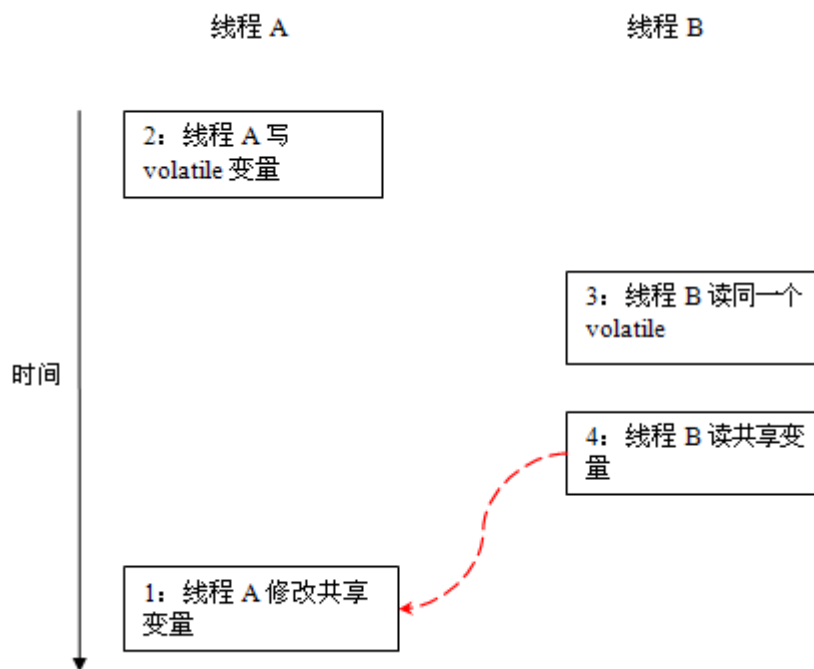 线程 A
线程 B
2：线程 A 写
volatile 变量
3：线程 B 读同一个
volatile
时间
4：线程 B 读共享变
量
1：线程 A 修改共享
变量